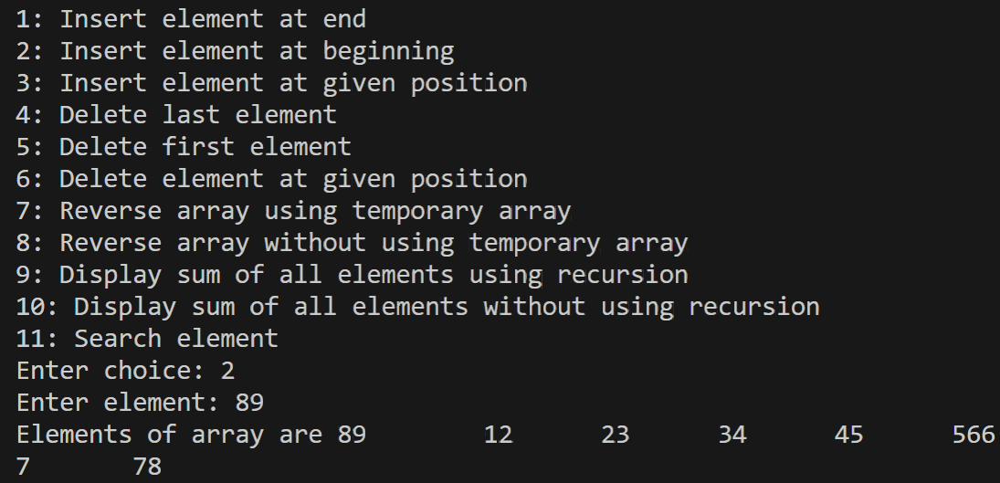 1: Insert element at end
2: Insert element at beginning
3: Insert element at given position
4: Delete last element
5: Delete first element
6: Delete element at given position
7: Reverse array using temporary array
8: Reverse array without using temporary array
9: Display sum of all elements using recursion
10: Display sum of all elements without using recursion
11: Search element
Enter choice: 2
Enter element: 89
Elements of array are 89        12      23      34      45      566
7       78